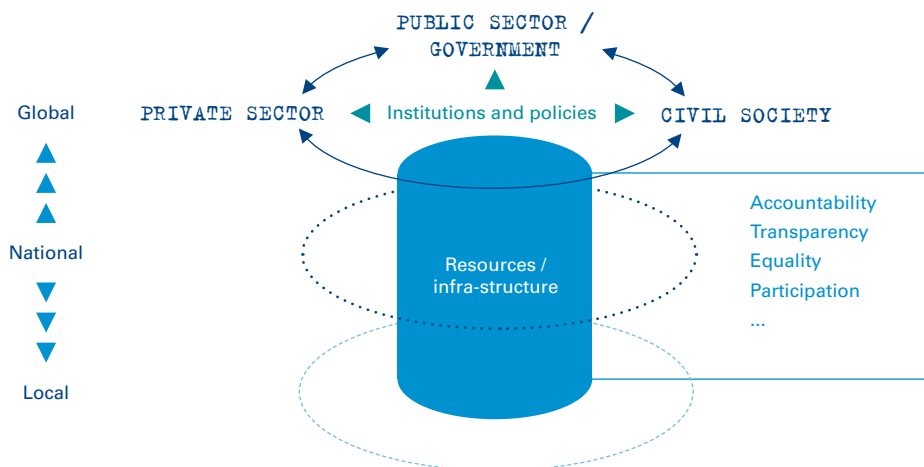 PUBLIC SECTOR /
GOVERNMENT
Global
PRIVATE SECTOR
Institutions and policies
CIVIL SOCIETY
National
Resources /
infra-structure
Accountability
Transparency
Equality
Participation
...
Local